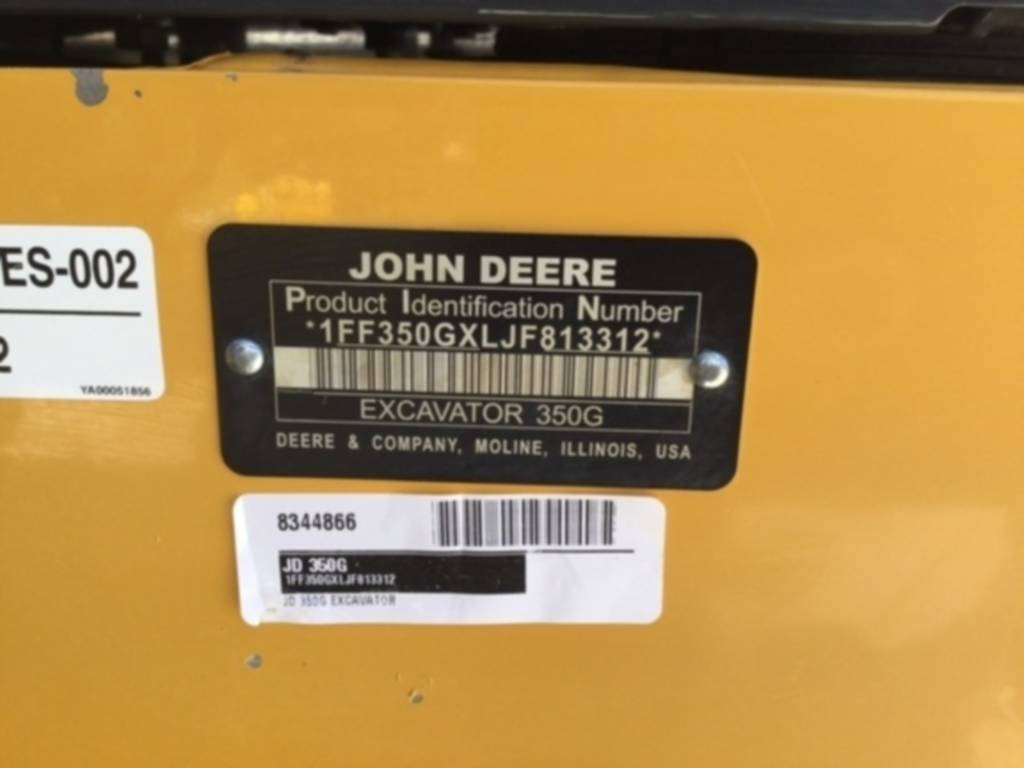 ES-002
2
YA00051856
JOHN DEERE
Product Identification Number
*1FF350GXLJF813312*
EXCAVATOR 350G
DEERE & COMPANY, MOLINE, ILLINOIS, USA
8344866
JD 350G
1FF350GXLJF813312
JD 350G EXCAVATOR